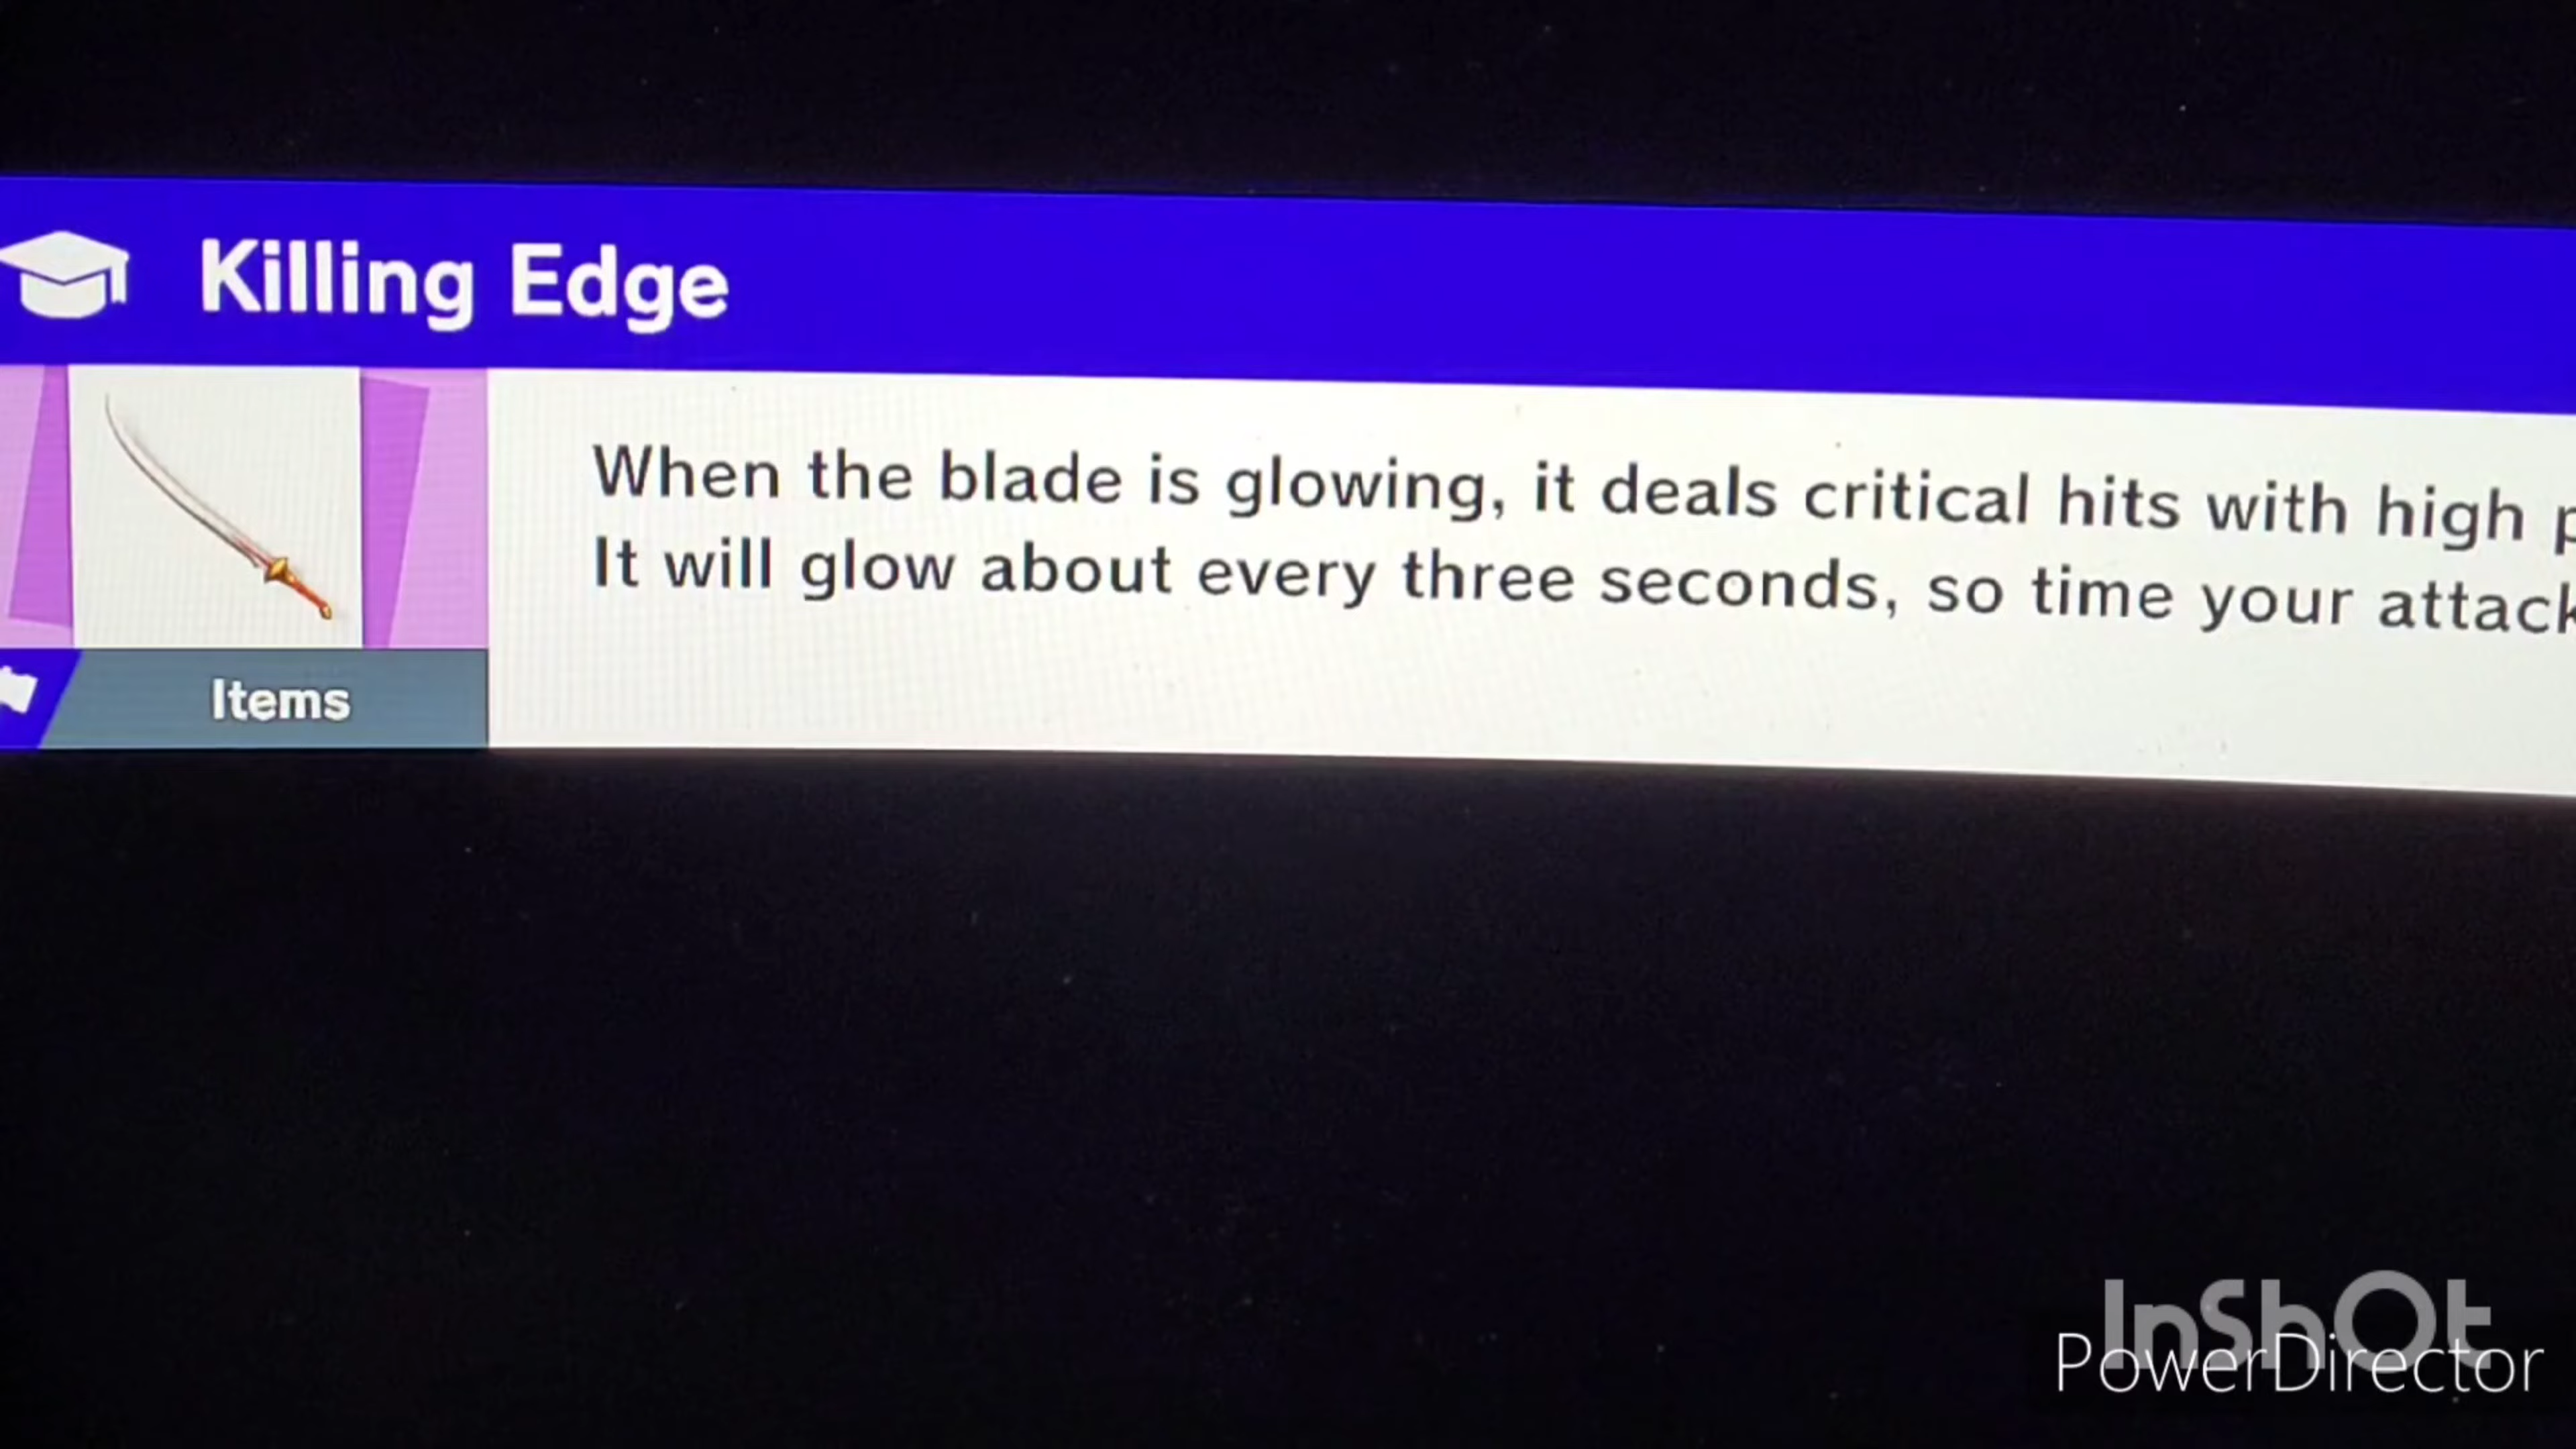 Killing Edge
When the blade is glowing, it deals critical hits with high
It will glow about every three seconds, so time your
Items
InShOt
PowerDirector